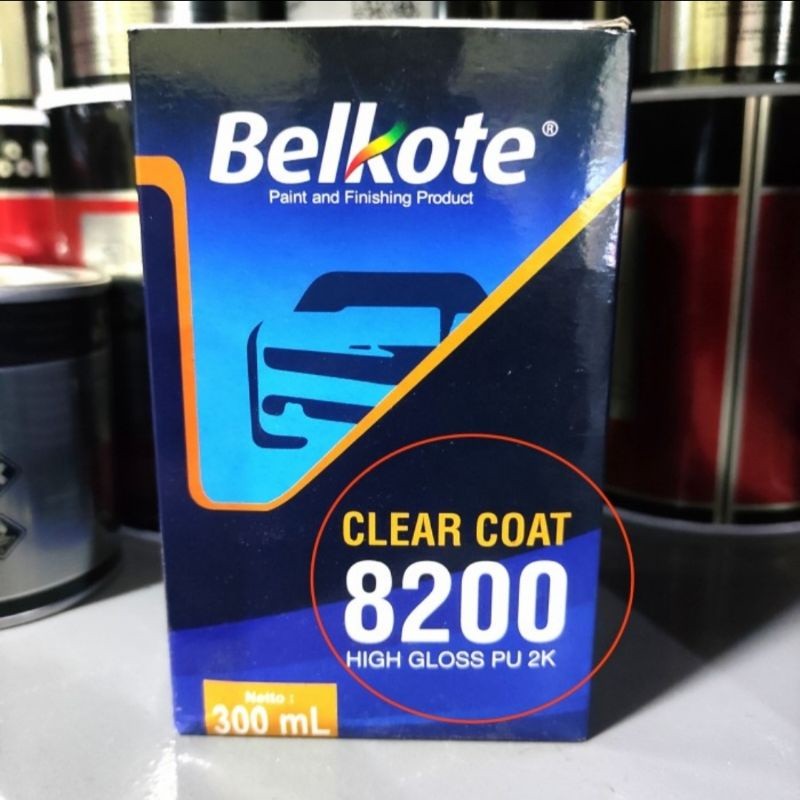 Belkote®
Paint and Finishing Product
CLEAR COAT
8200
HIGH GLOSS PU 2K
Netto :
300 mL